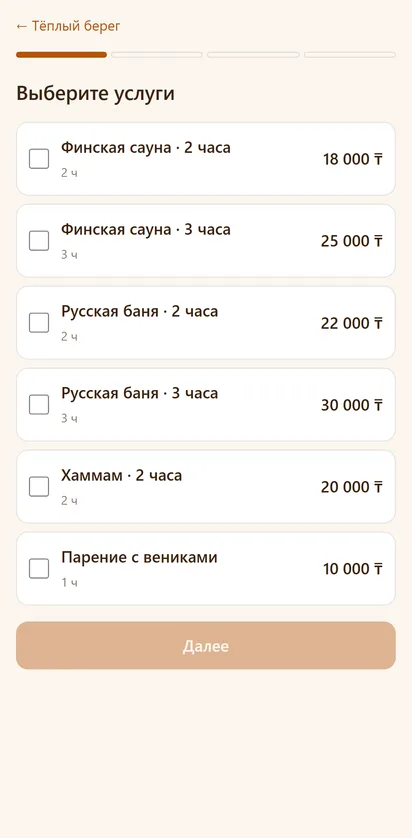 ← Тёплый берег
Выберите услуги
Финская сауна · 2 часа
2 ч
18 000 ₸
Финская сауна · 3 часа
3 ч
25 000 ₸
Русская баня · 2 часа
2 ч
22 000 ₸
Русская баня · 3 часа
3 ч
30 000 ₸
Хаммам · 2 часа
2 ч
20 000 ₸
Парение с вениками
1 ч
10 000 ₸
Далее